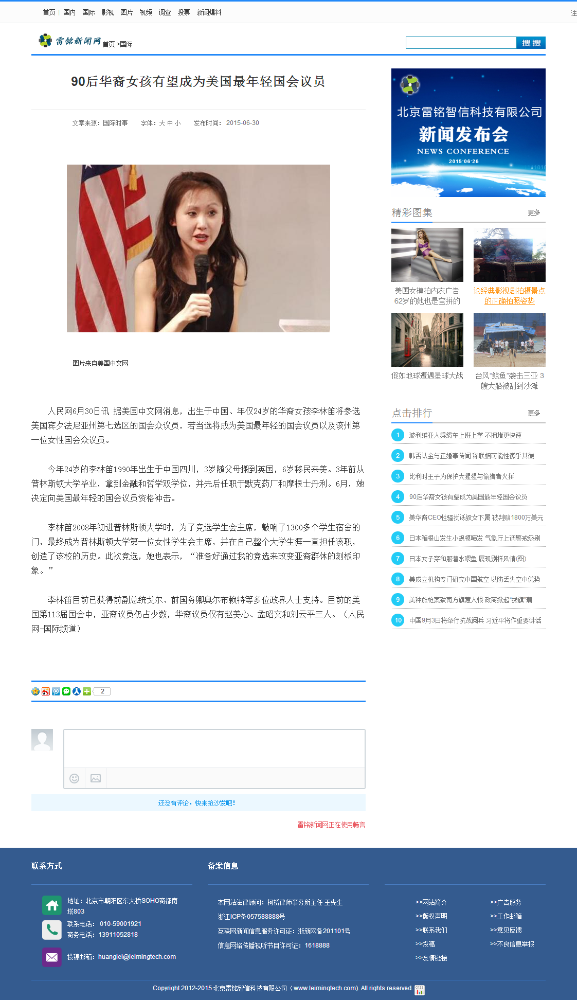 首页 | 国内 国际 影视 图片 视频 调查 投票 新闻爆料
注
雷铭新闻网 首页 >国际
搜搜
90后华裔女孩有望成为美国最年轻国会议员
文章来源：国际时事 字体：大 中 小 发布时间： 2015-06-30
图片来自美国中文网
人民网6月30日讯 据美国中文网消息，出生于中国、年仅24岁的华裔女孩李林笛将参选
美国宾夕法尼亚州第七选区的国会众议员，若当选将成为美国最年轻的国会议员以及该州第
一位女性国会众议员。
今年24岁的李林笛1990年出生于中国四川，3岁随父母搬到英国，6岁移民来美。3年前从
普林斯顿大学毕业，拿到金融和哲学双学位，并先后任职于默克药厂和摩根士丹利。6月，她
决定向美国最年轻的国会议员资格冲击。
李林笛2008年初进普林斯顿大学时，为了竞选学生会主席，敲响了1300多个学生宿舍的
门，最终成为普林斯顿大学第一位女性学生会主席，并在自己整个大学生涯一直担任该职，
创造了该校的历史。此次竞选，她也表示，“准备好通过我的竞选来改变亚裔群体的刻板印
象。”
李林笛目前已获得前副总统戈尔、前国务卿奥尔布赖特等多位政界人士支持。目前的美
国第113届国会中，亚裔议员仍占少数，华裔议员仅有赵美心、孟昭文和刘云平三人。（人民
网-国际频道）
2
还没有评论，快来抢沙发吧！
雷铭新闻网正在使用畅言
北京雷铭智信科技有限公司
新闻发布会
NEWS CONFERENCE
2015·06·26
精彩图集 更多
美国女模拍内衣广告
62岁的她也是蛮拼的
论经典影视剧拍摄景点
的正确拍照姿势
假如地球遭遇星球大战
台风“鲸鱼”袭击三亚 3
艘大船被刮到沙滩
点击排行 更多
1 玻利维亚人乘缆车上班上学 不拥堵更快速
2 韩否认金与正婚事传闻 称联姻可能性微乎其微
3 比利时王子为保护大猩猩与偷猎者火拼
4 90后华裔女孩有望成为美国最年轻国会议员
5 美华裔CEO性骚扰诋毁女下属 被判赔1800万美元
6 日本箱根山发生小规模喷发 气象厅上调警戒级别
7 日本女子穿和服潜水喂鱼 展现别样风情(图)
8 美成立机构专门研究中国航空 以防丢失空中优势
9 美种族枪案致南方旗惹人恨 政商掀起“拔旗”潮
10 中国9月3日将举行抗战阅兵 习近平将作重要讲话
联系方式
地址：北京市朝阳区东大桥SOHO商都南
塔803
联系电话： 010-59001921
商务电话：13911052818
投稿邮箱：huanglei@leimingtech.com
备案信息
本网站法律顾问：柯桥律师事务所主任 王先生
浙江ICP备057588888号
互联网新闻信息服务许可证：浙新网备201101号
信息网络传播视听节目许可证：1618888
>>网站简介 >>广告服务
>>版权声明 >>工作邮箱
>>联系我们 >>意见反馈
>>投稿 >>不良信息举报
>>友情链接
Copyright 2012-2015 北京雷铭智信科技有限公司（www.leimingtech.com). All rights reserved. CNZZ